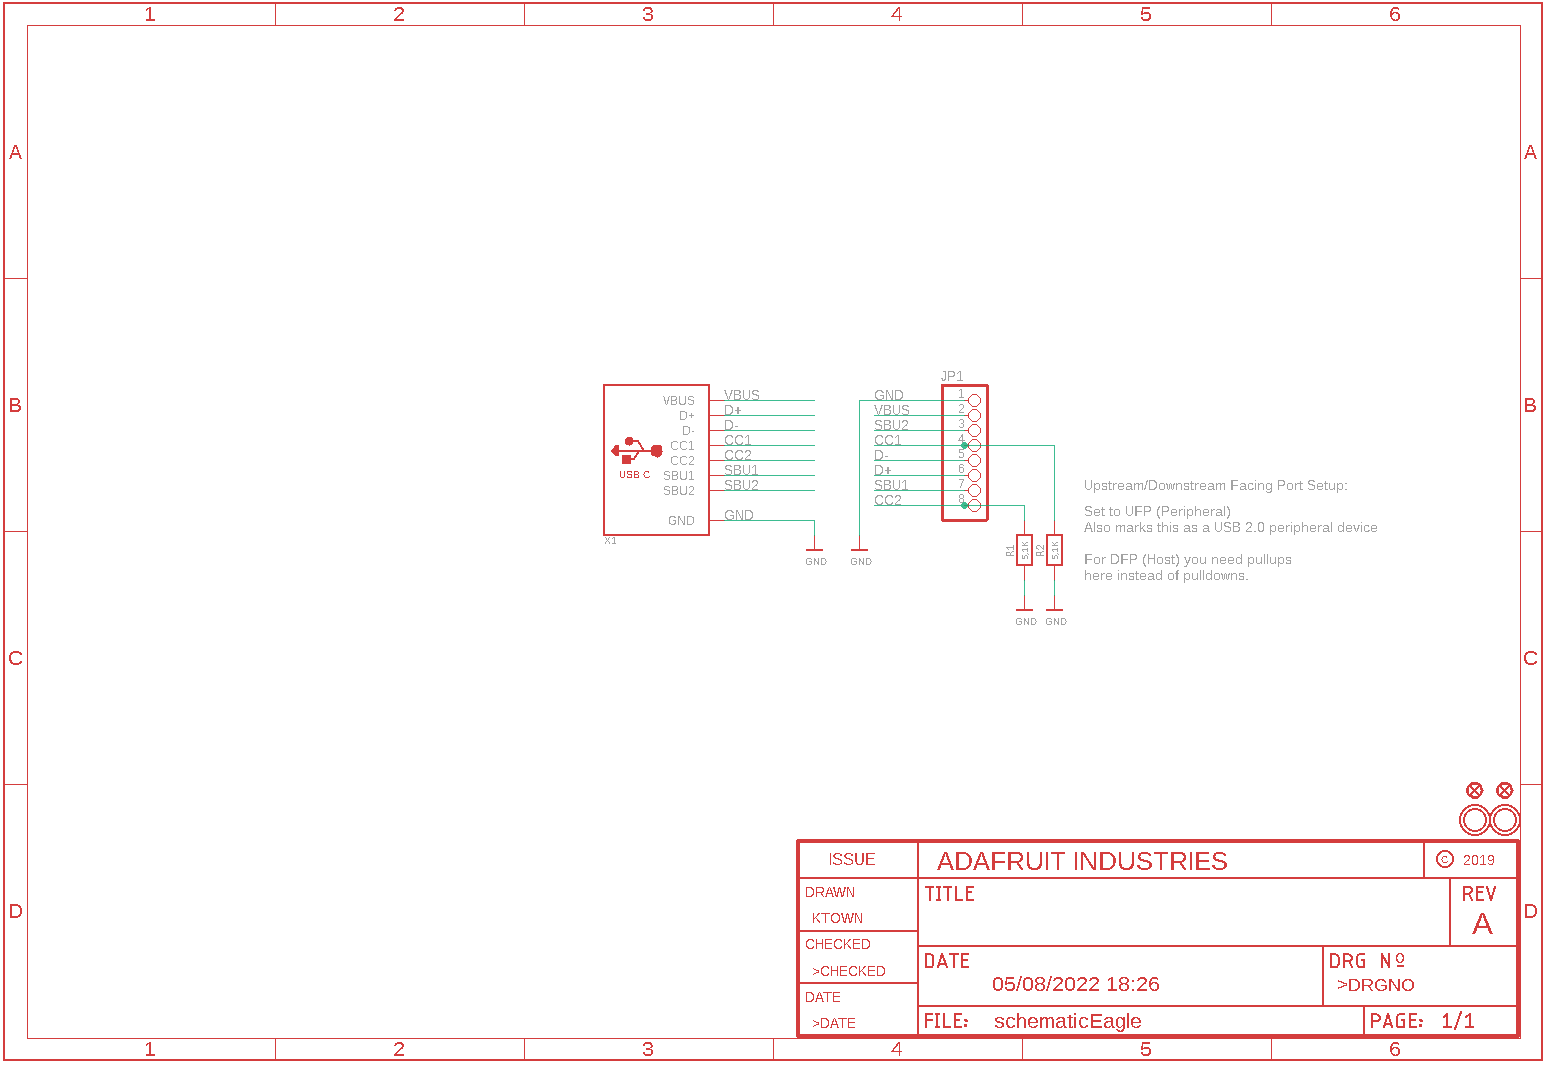 1 2 3 4 5 6
A A
B B
C C
D D
VBUS
D+
D-
CC1
CC2
SBU1
SBU2
GND
USB C
X1
VBUS
D+
D-
CC1
CC2
SBU1
SBU2
GND
GND
JP1
GND 1
VBUS 2
SBU2 3
CC1 4
D- 5
D+ 6
SBU1 7
CC2 8
GND
R1 5.1K
R2 5.1K
GND GND
Upstream/Downstream Facing Port Setup:
Set to UFP (Peripheral)
Also marks this as a USB 2.0 peripheral device
For DFP (Host) you need pullups
here instead of pulldowns.
ISSUE
ADAFRUIT INDUSTRIES
© 2019
DRAWN
KTOWN
TITLE
REV
A
CHECKED
>CHECKED
DATE
05/08/2022 18:26
DRG Nº
>DRGNO
DATE
>DATE
FILE: schematicEagle
PAGE: 1/1
1 2 3 4 5 6